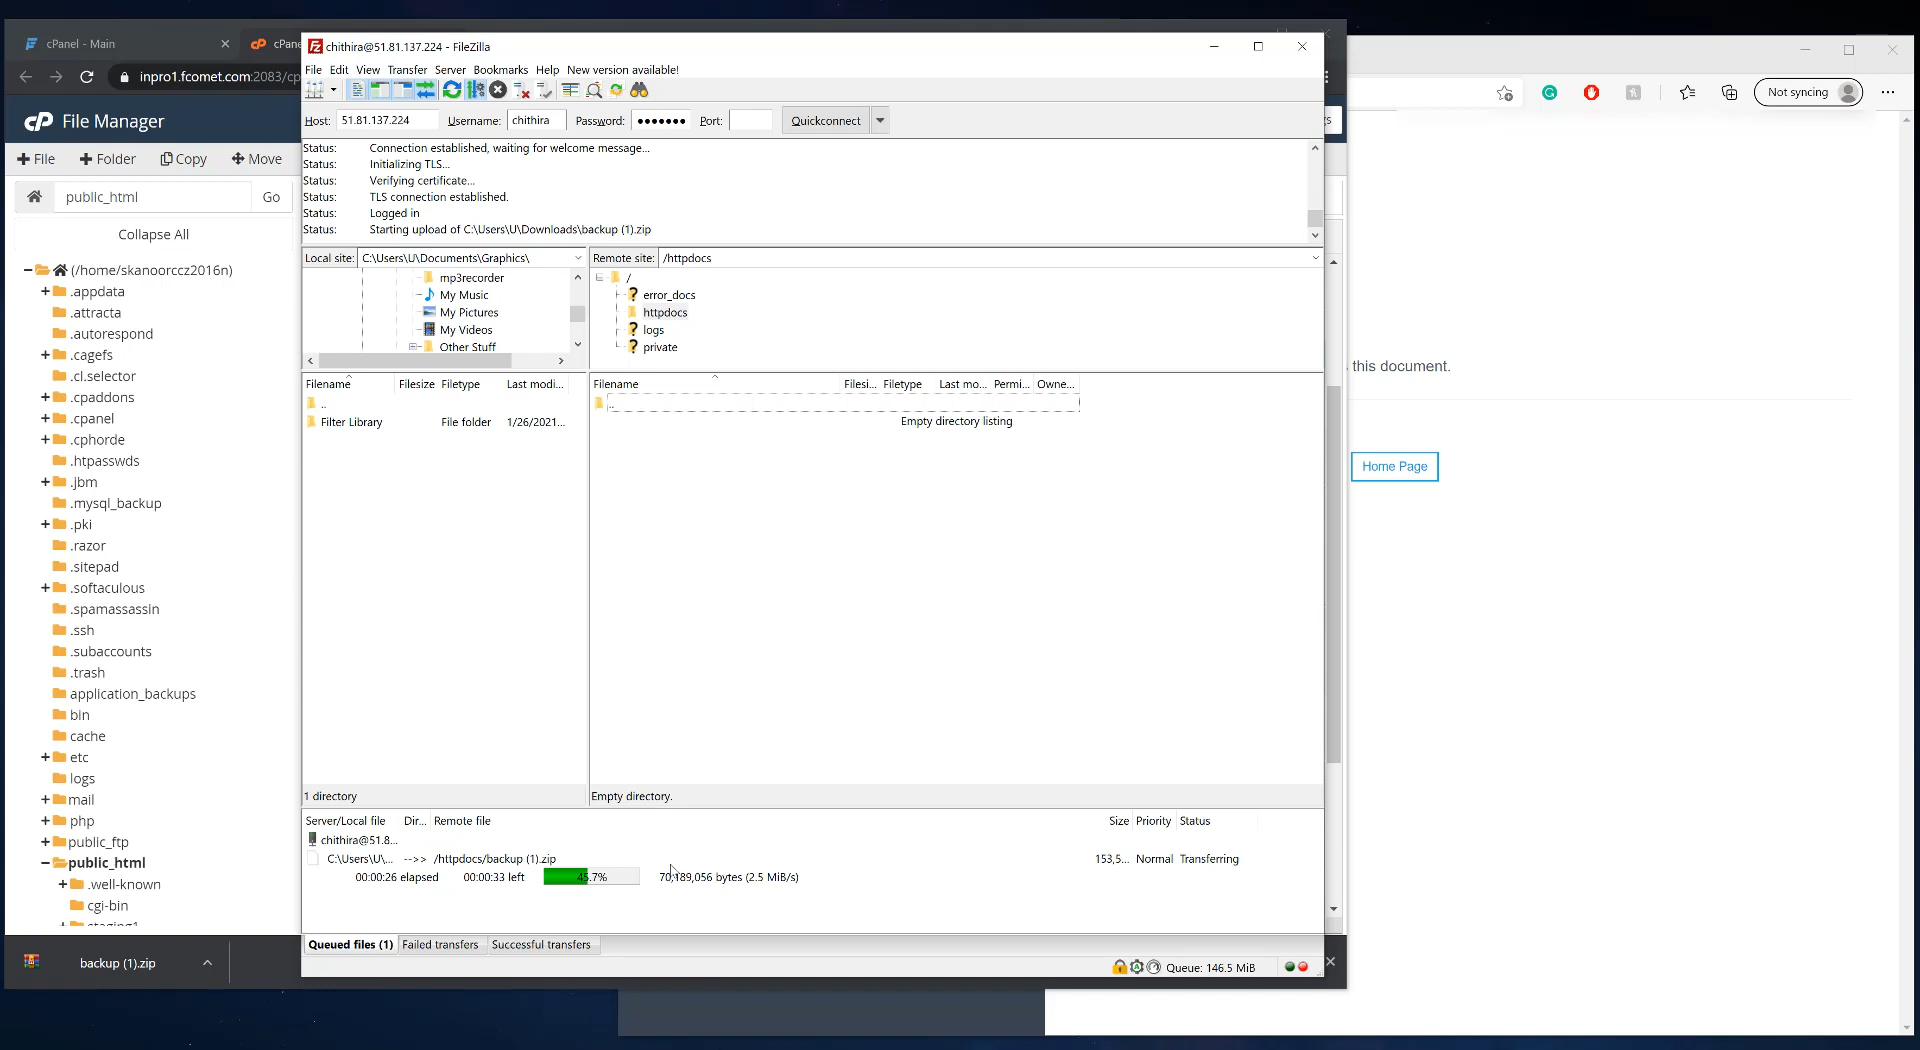 cPanel - Main
cPane
inpro1.fcomet.com:2083/cp
File Manager
File
Folder
Copy
Move
public_html
Go
Collapse All
(/home/skanoorccz2016n)
.appdata
.attracta
.autorespond
.cagefs
.cl.selector
.cpaddons
.cpanel
.cphorde
.htpasswds
.jbm
.mysql_backup
.pki
.razor
.sitepad
.softaculous
.spamassassin
.ssh
.subaccounts
.trash
application_backups
bin
cache
etc
logs
mail
php
public_ftp
public_html
.well-known
cgi-bin
staging1
backup (1).zip
chithira@51.81.137.224 - FileZilla
File Edit View Transfer Server Bookmarks Help New version available!
Host: 51.81.137.224 Username: chithira Password: ●●●●●●● Port: Quickconnect
Status: Connection established, waiting for welcome message...
Status: Initializing TLS...
Status: Verifying certificate...
Status: TLS connection established.
Status: Logged in
Status: Starting upload of C:\Users\U\Downloads\backup (1).zip
Local site: C:\Users\U\Documents\Graphics\
mp3recorder
My Music
My Pictures
My Videos
Other Stuff
Remote site: /httpdocs
/
error_docs
httpdocs
logs
private
Filename Filesize Filetype Last modi...
..
Filter Library File folder 1/26/2021...
1 directory
Filename Filesi... Filetype Last mo... Permi... Owne...
..
Empty directory listing
Empty directory.
Server/Local file Dir... Remote file Size Priority Status
chithira@51.8...
C:\Users\U\... -->> /httpdocs/backup (1).zip 153,5... Normal Transferring
00:00:26 elapsed 00:00:33 left 45.7% 70,189,056 bytes (2.5 MiB/s)
Queued files (1) Failed transfers Successful transfers
Queue: 146.5 MiB
Not syncing
s
this document.
Home Page